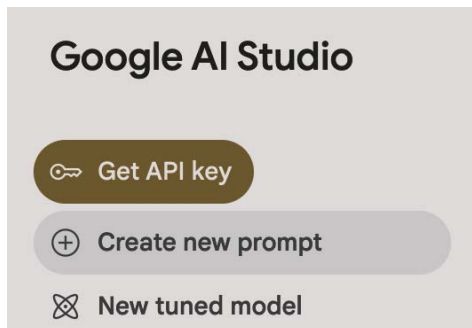 Google AI Studio
Get API key
Create new prompt
New tuned model